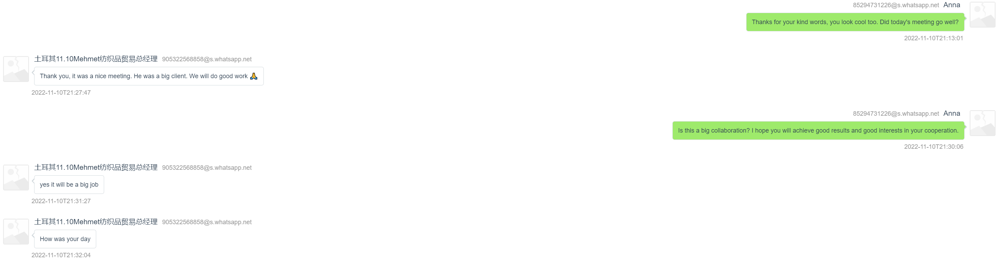 85294731226@s.whatsapp.net Anna
Thanks for your kind words, you look cool too. Did today's meeting go well?
2022-11-10T21:13:01
土耳其11.10Mehmet纺织品贸易总经理 905322568858@s.whatsapp.net
Thank you, it was a nice meeting. He was a big client. We will do good work 🙏
2022-11-10T21:27:47
85294731226@s.whatsapp.net Anna
Is this a big collaboration? I hope you will achieve good results and good interests in your cooperation.
2022-11-10T21:30:06
土耳其11.10Mehmet纺织品贸易总经理 905322568858@s.whatsapp.net
yes it will be a big job
2022-11-10T21:31:27
土耳其11.10Mehmet纺织品贸易总经理 905322568858@s.whatsapp.net
How was your day
2022-11-10T21:32:04